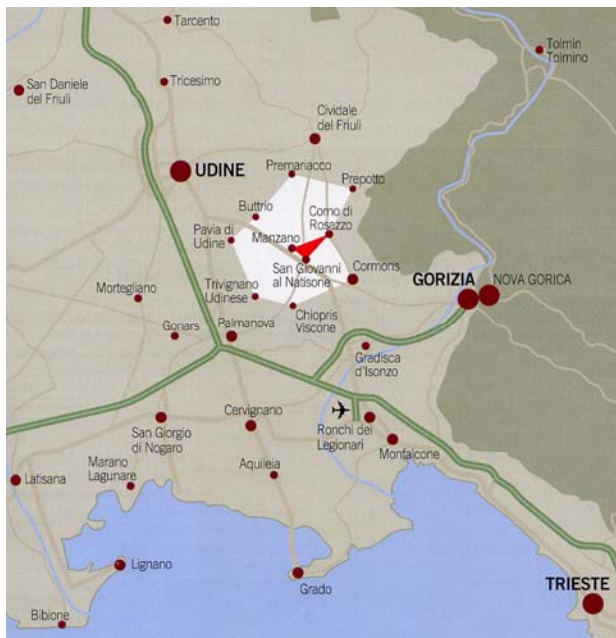 Tarcento
Tolmin
Tolmino
San Daniele
del Friuli
Tricesimo
Cividale
del Friuli
UDINE
Premariacco
Prepotto
Buttrio
Corno di
Rosazzo
Pavia di
Udine
Manzano
San Giovanni
al Natisone
Cormons
GORIZIA
NOVA GORICA
Mortegliano
Trivignano
Udinese
Chiopris
Viscone
Gonars
Palmanova
Gradisca
d'Isonzo
San Giorgio
di Nogaro
Cervignano
Ronchi dei
Legionari
Monfalcone
Latisana
Marano
Lagunare
Aquileia
Lignano
Grado
TRIESTE
Bibione